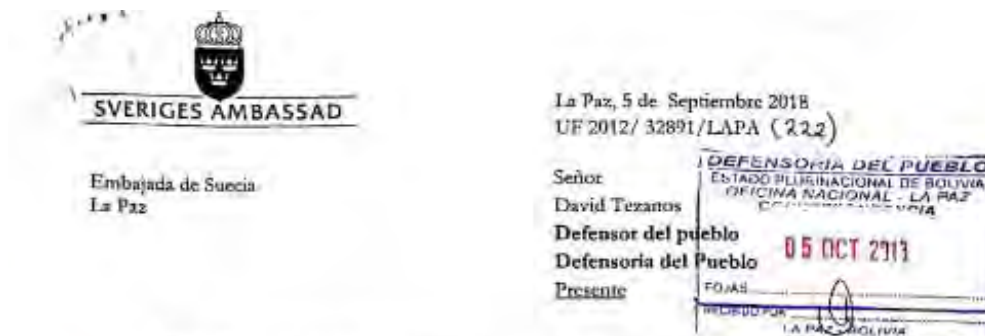 SVERIGES AMBASSAD
Embajada de Suecia
La Paz
La Paz, 5 de Septiembre 2018
UF 2012/ 32891/LAPA (222)
Señor
David Tezanos
Defensor del pueblo
Defensoria del Pueblo
Presente
DEFENSORIA DEL PUEBLO
ESTADO PLURINACIONAL DE BOLIVIA
OFICINA NACIONAL - LA PAZ
05 OCT
FOJAS
RECIBIDO POR
LA PAZ - BOLIVIA